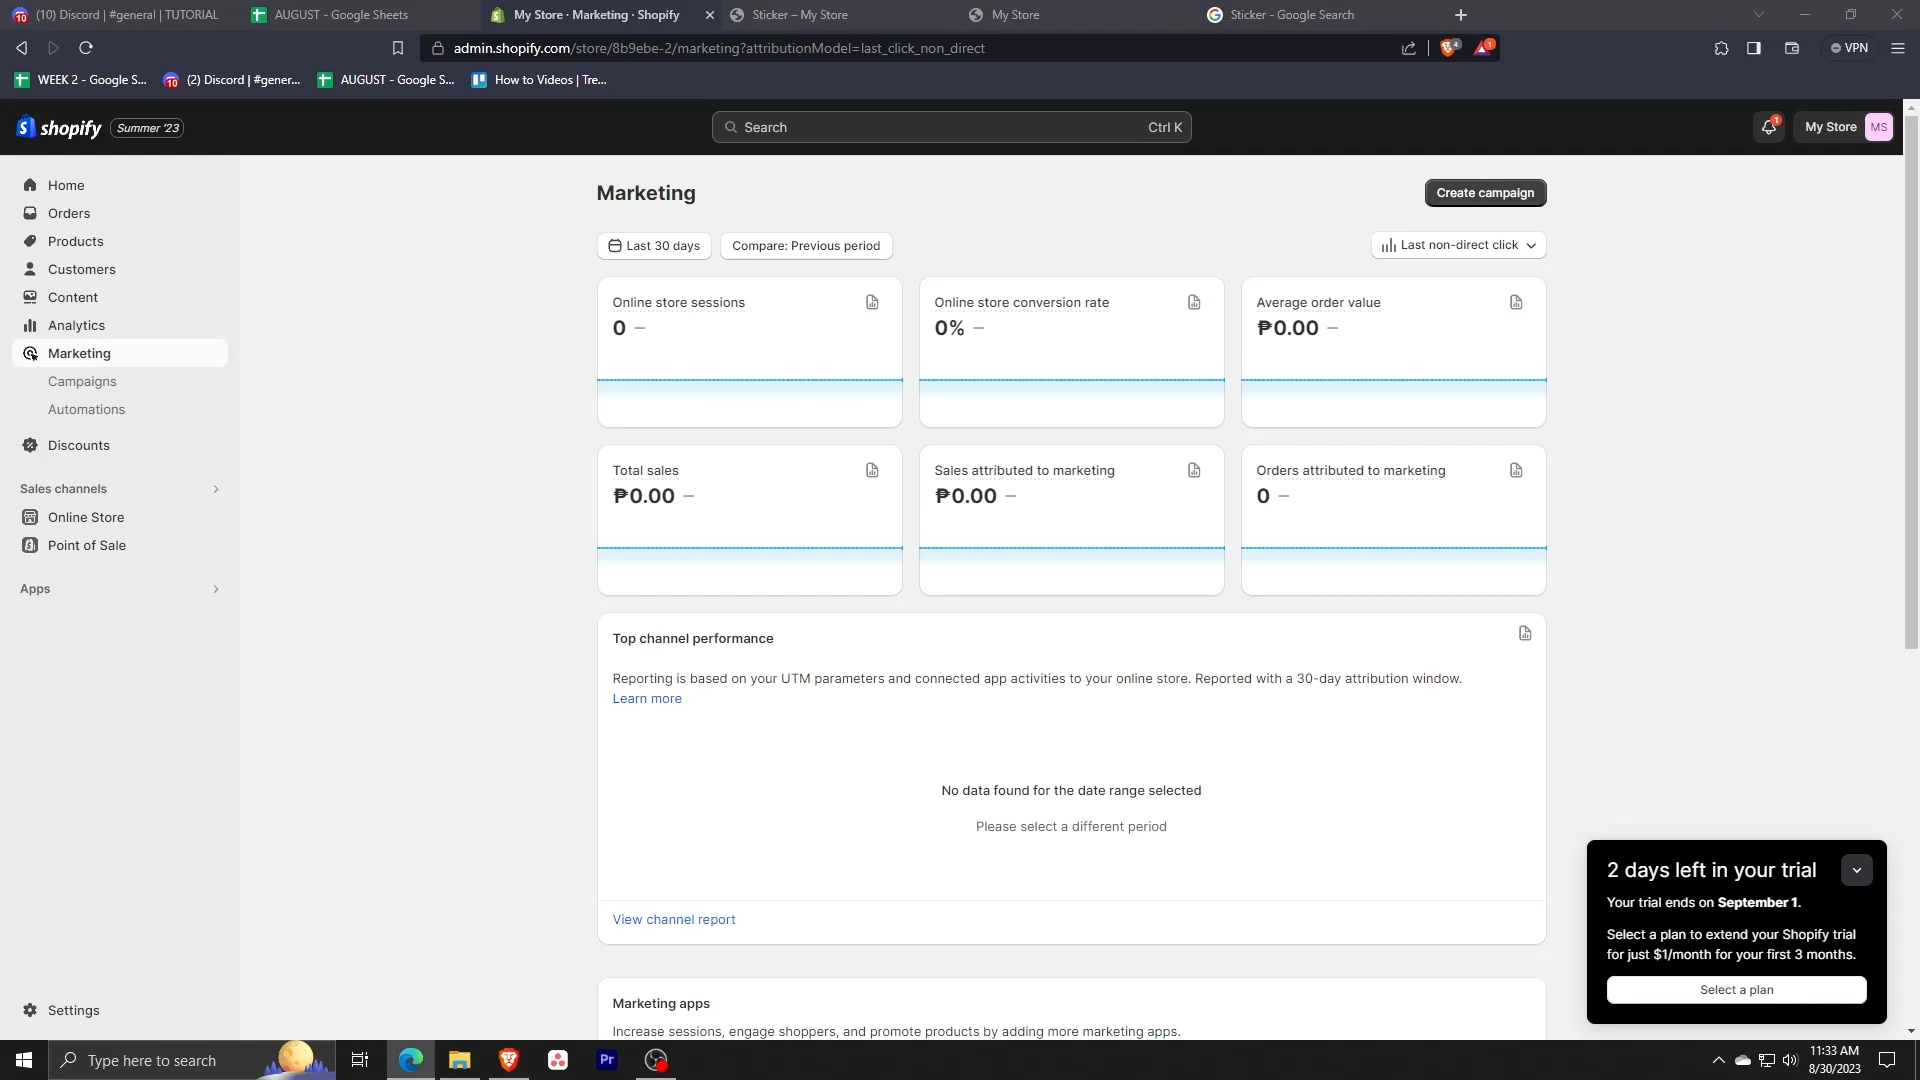 (10) Discord | #general | TUTORIAL
AUGUST - Google Sheets
My Store · Marketing · Shopify
Sticker – My Store
My Store
Sticker - Google Search
admin.shopify.com/store/8b9ebe-2/marketing?attributionModel=last_click_non_direct
4
1
VPN
WEEK 2 - Google S...
(2) Discord | #gener...
AUGUST - Google S...
How to Videos | Tre...
shopify
Summer '23
Search
Ctrl K
1
My Store
MS
Home
Orders
Products
Customers
Content
Analytics
Marketing
Campaigns
Automations
Discounts
Sales channels
Online Store
Point of Sale
Apps
Settings
Marketing
Create campaign
Last 30 days
Compare: Previous period
Last non-direct click
Online store sessions
0 –
Online store conversion rate
0% –
Average order value
₱0.00 –
Total sales
₱0.00 –
Sales attributed to marketing
₱0.00 –
Orders attributed to marketing
0 –
Top channel performance
Reporting is based on your UTM parameters and connected app activities to your online store. Reported with a 30-day attribution window.
Learn more
No data found for the date range selected
Please select a different period
View channel report
Marketing apps
Increase sessions, engage shoppers, and promote products by adding more marketing apps.
2 days left in your trial
Your trial ends on September 1.
Select a plan to extend your Shopify trial
for just $1/month for your first 3 months.
Select a plan
Type here to search
Pr
11:33 AM
8/30/2023